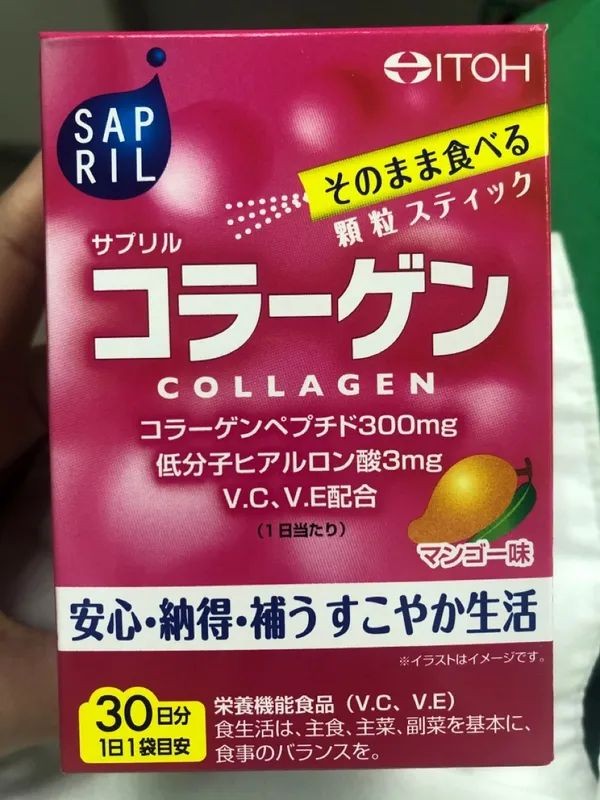 ITOH
SAP
RIL
そのまま食べる
顆粒スティック
サプリル
コラーゲン
COLLAGEN
コラーゲンペプチド300mg
低分子ヒアルロン酸3mg
V.C、V.E配合
(1日当たり)
マンゴー味
安心・納得・補うすこやか生活
※イラストはイメージです。
30日分
1日1袋目安
栄養機能食品（V.C、V.E）
食生活は、主食、主菜、副菜を基本に、
食事のバランスを。